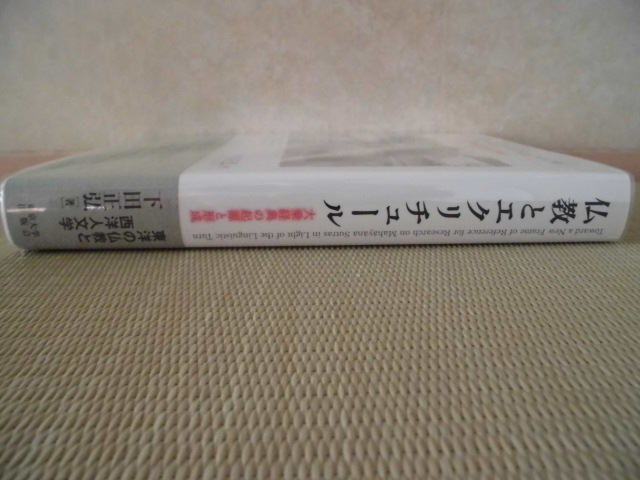 仏教とエクリチュール
大乗経典の起源と形成
Toward a New Frame of Reference for Research on Mahāyāna Sūtras in Light of the Linguistic Turn
下田正弘[著]
東洋の仏教と
西洋人文学